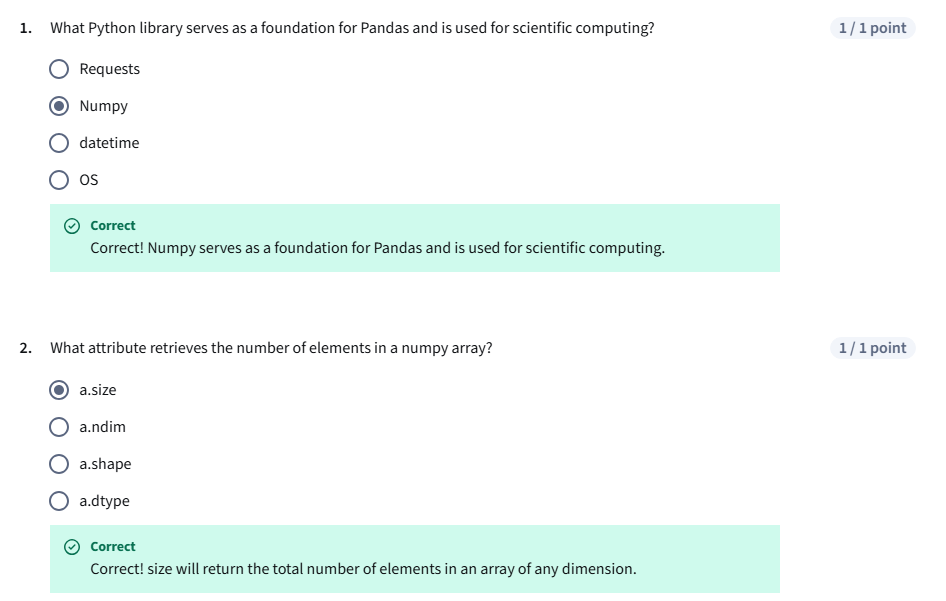 1. What Python library serves as a foundation for Pandas and is used for scientific computing? 1 / 1 point
Requests
Numpy
datetime
OS
Correct
Correct! Numpy serves as a foundation for Pandas and is used for scientific computing.
2. What attribute retrieves the number of elements in a numpy array? 1 / 1 point
a.size
a.ndim
a.shape
a.dtype
Correct
Correct! size will return the total number of elements in an array of any dimension.